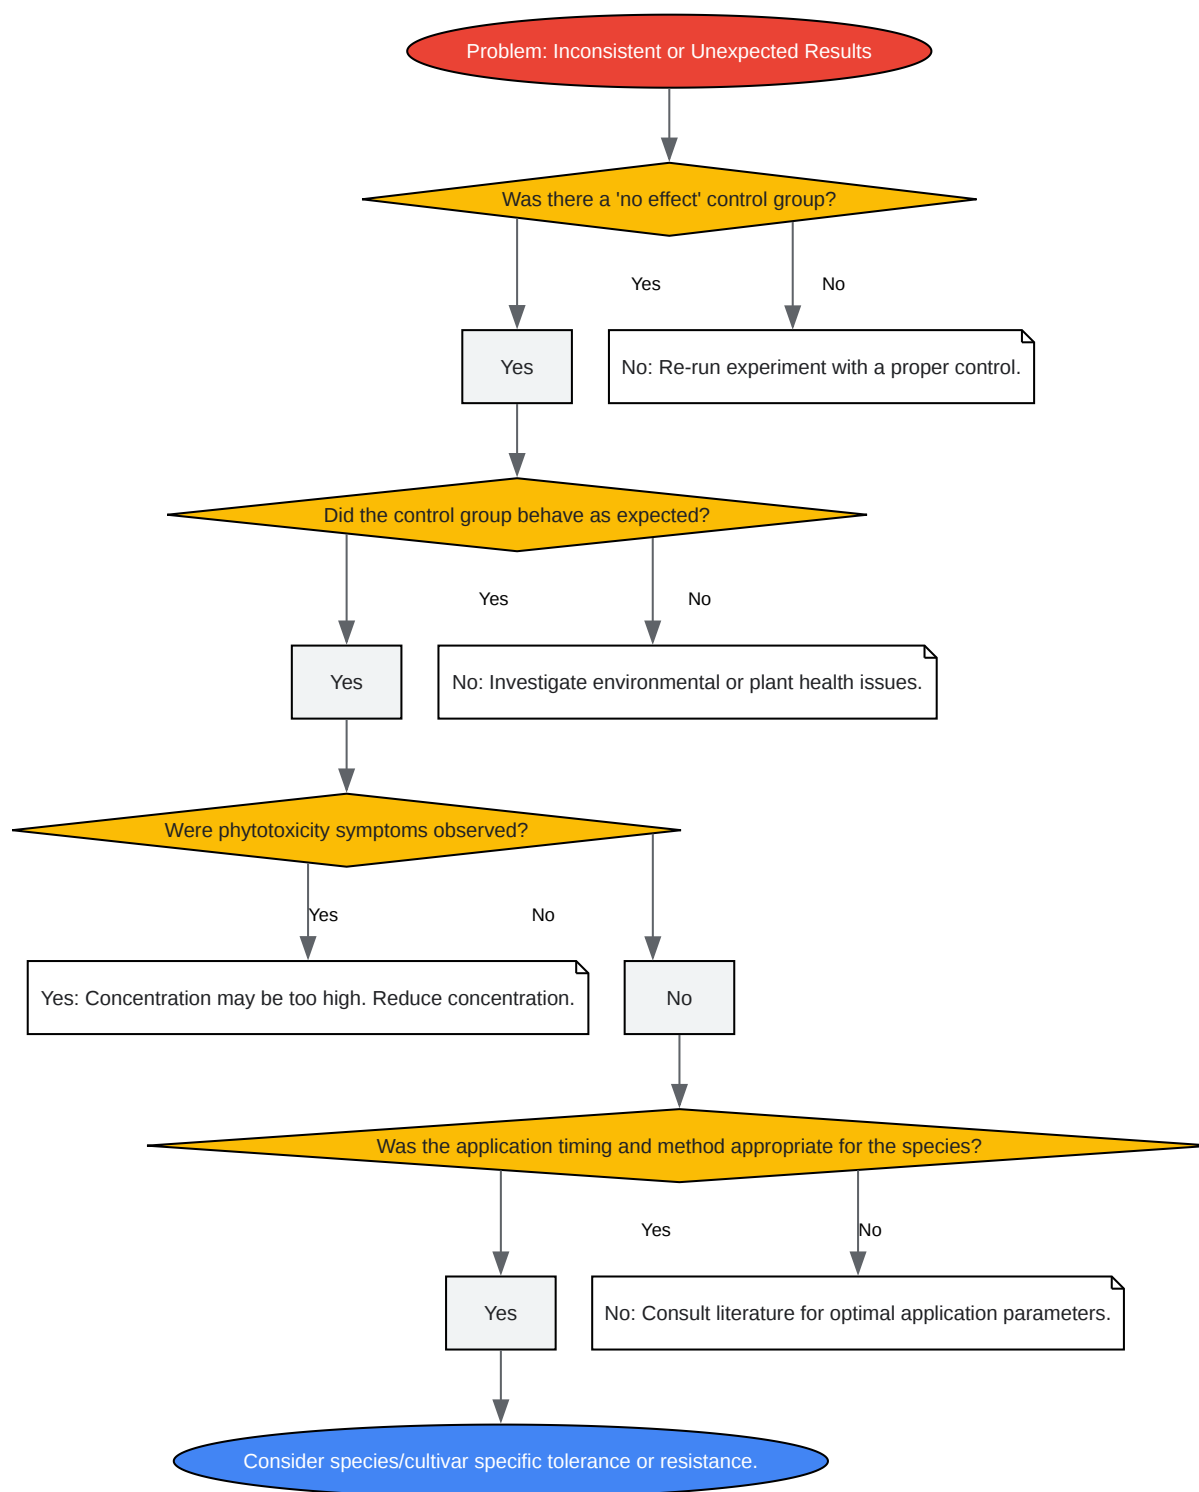 Problem: Inconsistent or Unexpected Results
Was there a 'no effect' control group?
Yes
No
Yes
No: Re-run experiment with a proper control.
Did the control group behave as expected?
Yes
No
Yes
No: Investigate environmental or plant health issues.
Were phytotoxicity symptoms observed?
Yes
No
Yes: Concentration may be too high. Reduce concentration.
No
Was the application timing and method appropriate for the species?
Yes
No
Yes
No: Consult literature for optimal application parameters.
Consider species/cultivar specific tolerance or resistance.